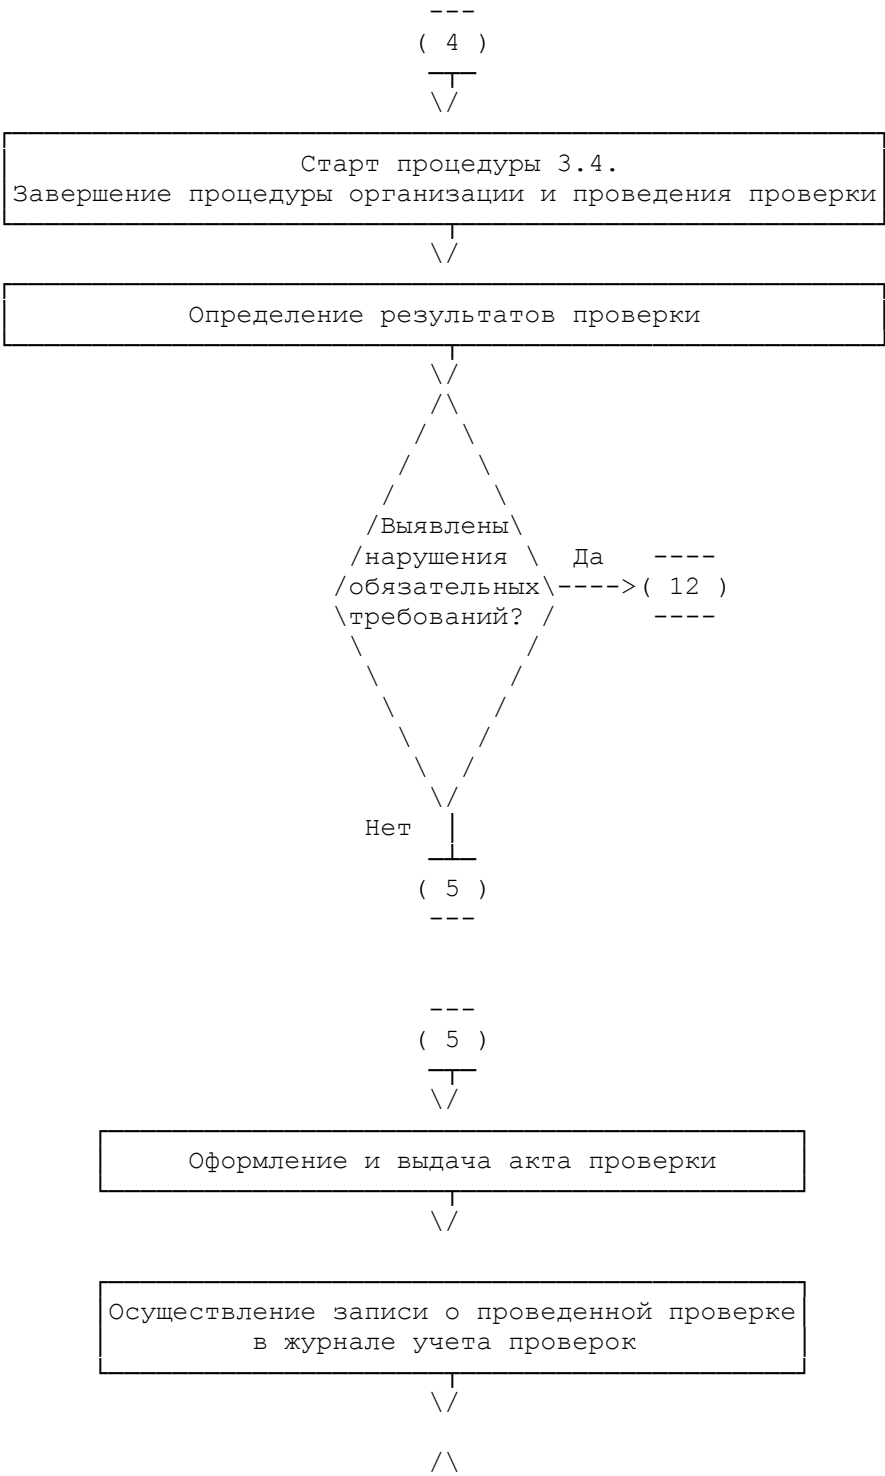 ( 4 )
Старт процедуры 3.4.
Завершение процедуры организации и проведения проверки
Определение результатов проверки
Выявлены
нарушения Да
обязательных ---->( 12 )
требований?
Нет
( 5 )
( 5 )
Оформление и выдача акта проверки
Осуществление записи о проведенной проверке
в журнале учета проверок